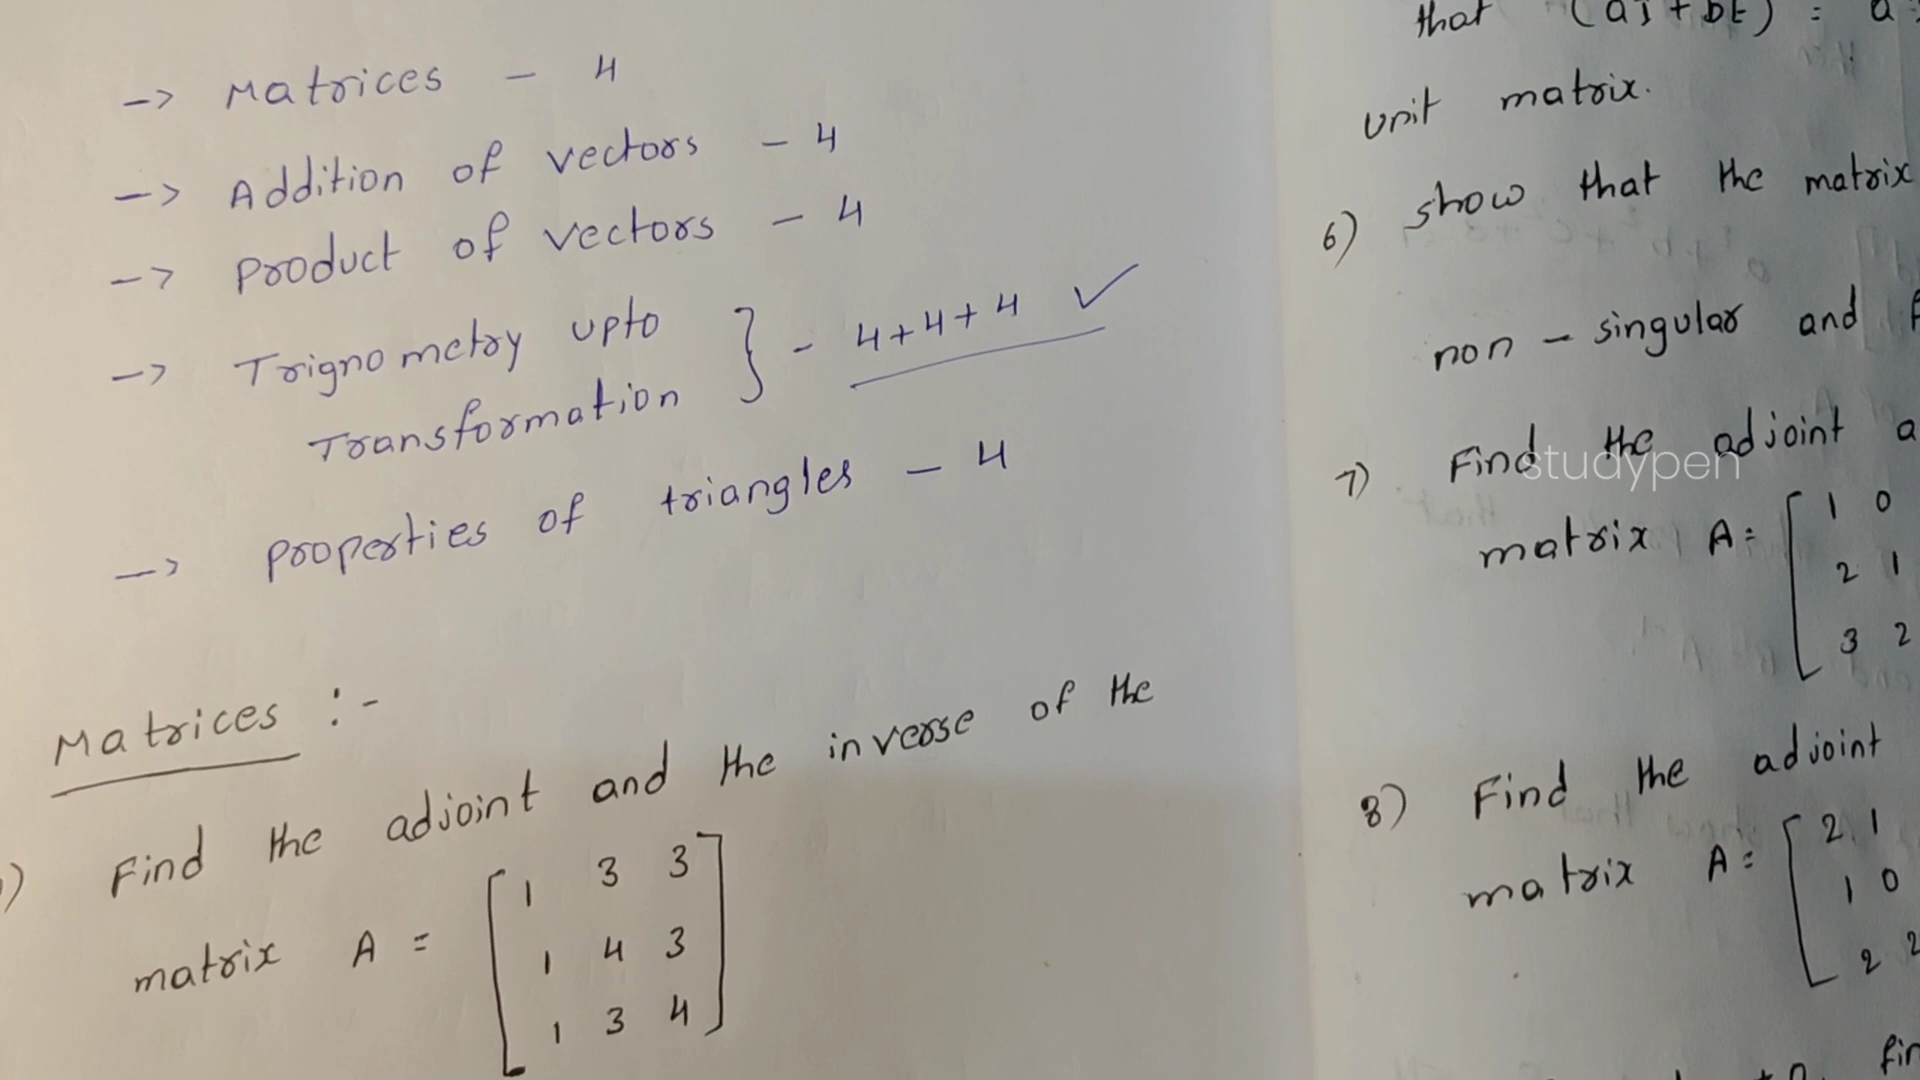 -> Matrices - 4
-> Addition of vectors - 4
-> Product of vectors - 4
-> Trignometry upto
Transformation } - 4+4+4 ✓
-> Properties of triangles - 4
Matrices :-
Find the adjoint and the inverse of the
matrix A = [1 3 3
1 4 3
1 3 4]
that (aI + bE) = a
unit matrix.
6) show that the matrix
non - singular and
7) Find the adjoint a
matrix A = [1 0
2 1
3 2
8) Find the adjoint
matrix A = [2 1
1 0
2 2
studypen